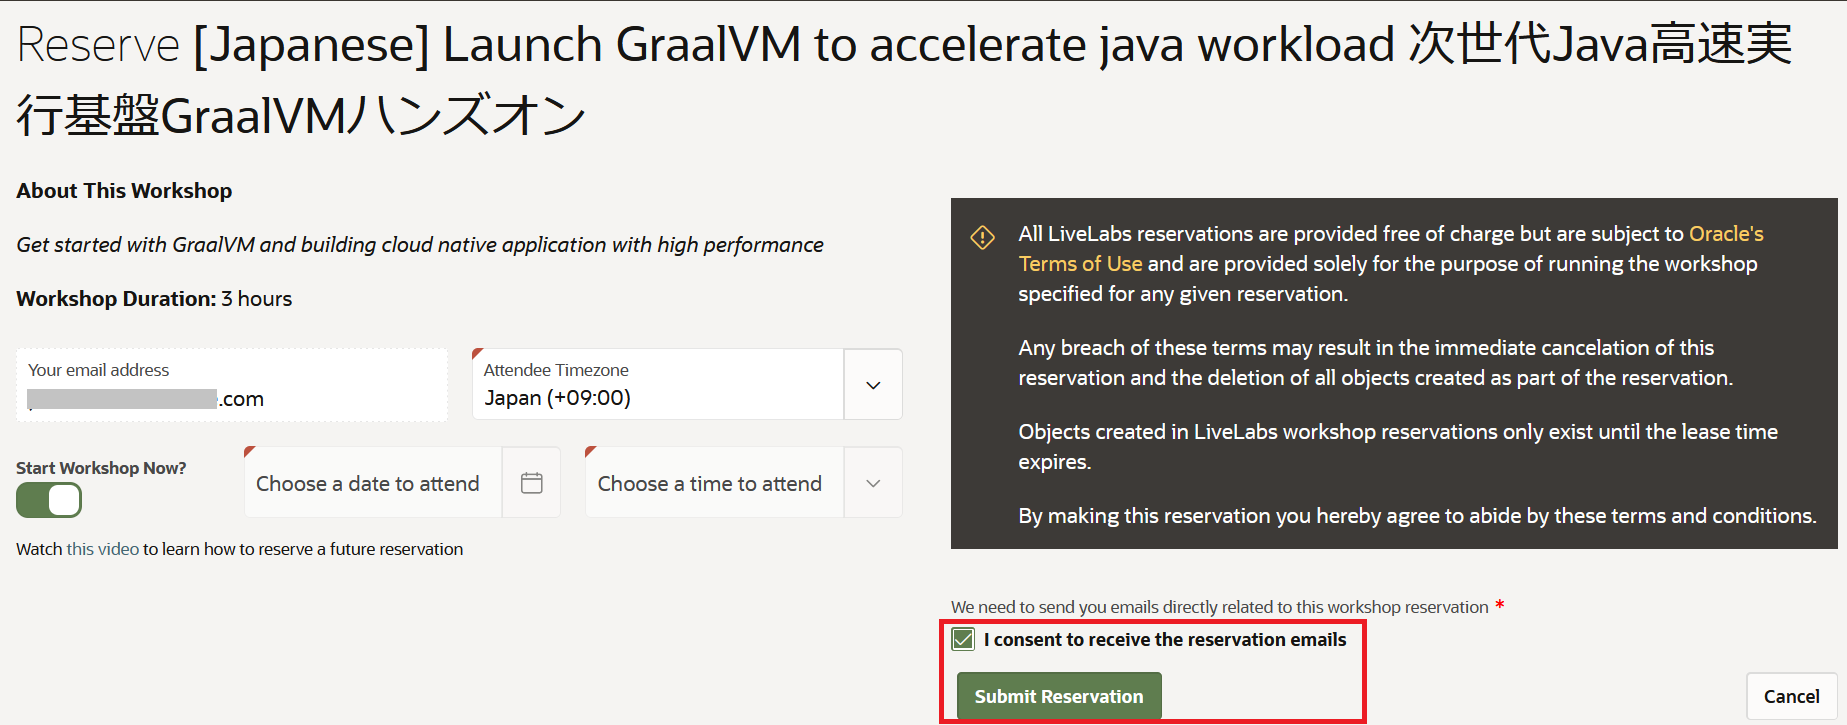 Reserve [Japanese] Launch GraalVM to accelerate java workload 次世代Java高速実
行基盤GraalVMハンズオン
About This Workshop
Get started with GraalVM and building cloud native application with high performance
Workshop Duration: 3 hours
Your email address
.com
Attendee Timezone
Japan (+09:00)
Start Workshop Now?
Choose a date to attend
Choose a time to attend
Watch this video to learn how to reserve a future reservation
All LiveLabs reservations are provided free of charge but are subject to Oracle's
Terms of Use and are provided solely for the purpose of running the workshop
specified for any given reservation.
Any breach of these terms may result in the immediate cancelation of this
reservation and the deletion of all objects created as part of the reservation.
Objects created in LiveLabs workshop reservations only exist until the lease time
expires.
By making this reservation you hereby agree to abide by these terms and conditions.
We need to send you emails directly related to this workshop reservation *
I consent to receive the reservation emails
Submit Reservation
Cancel